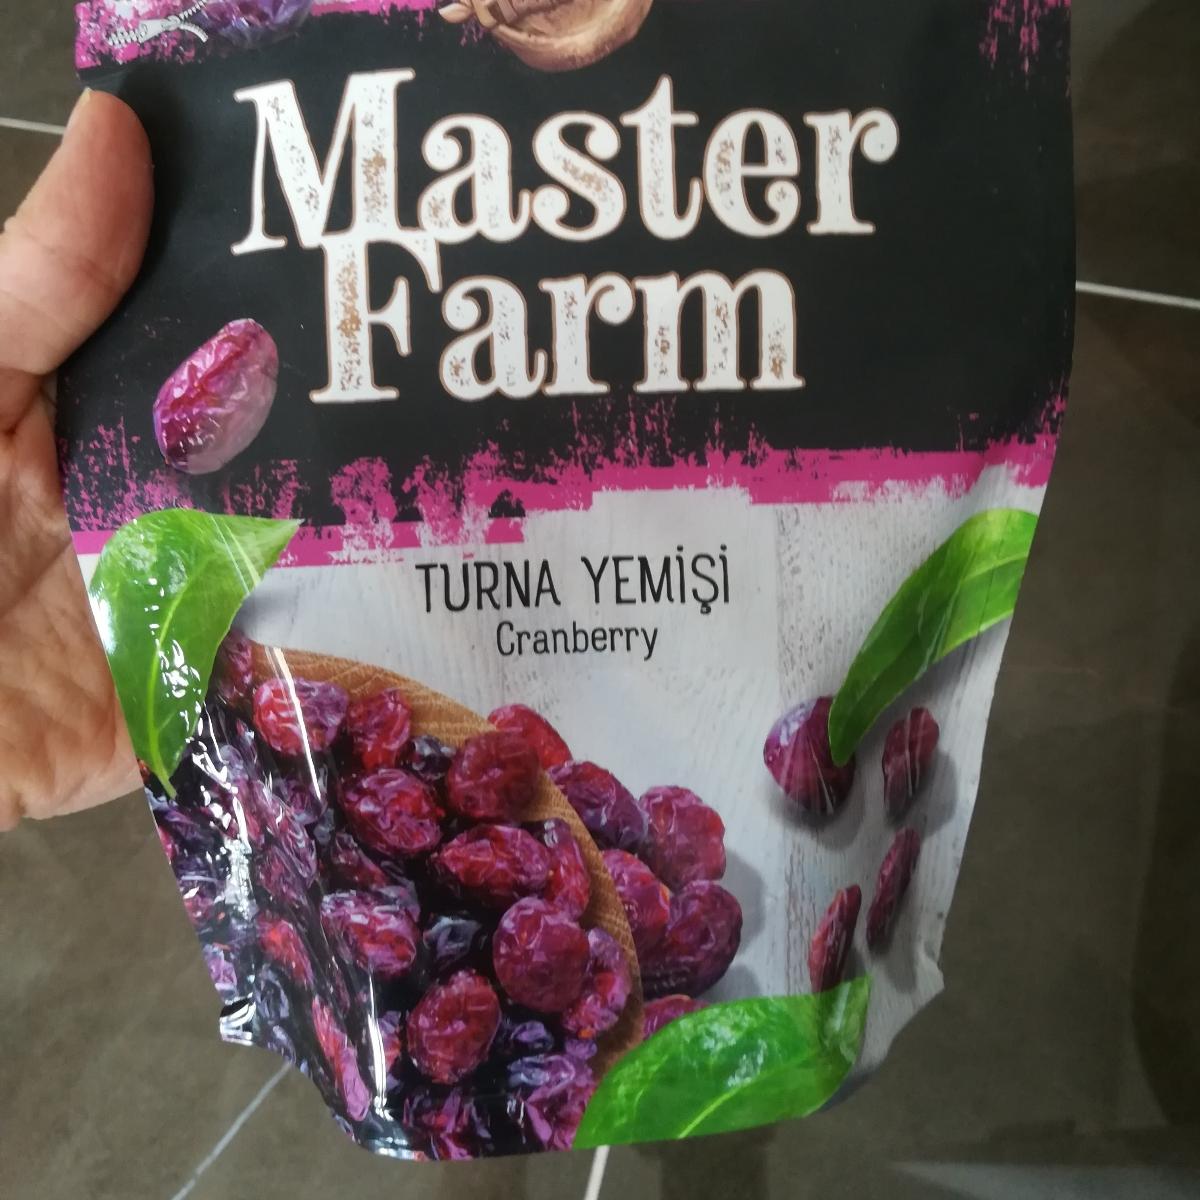 Master
Farm
TURNA YEMİŞİ
Cranberry